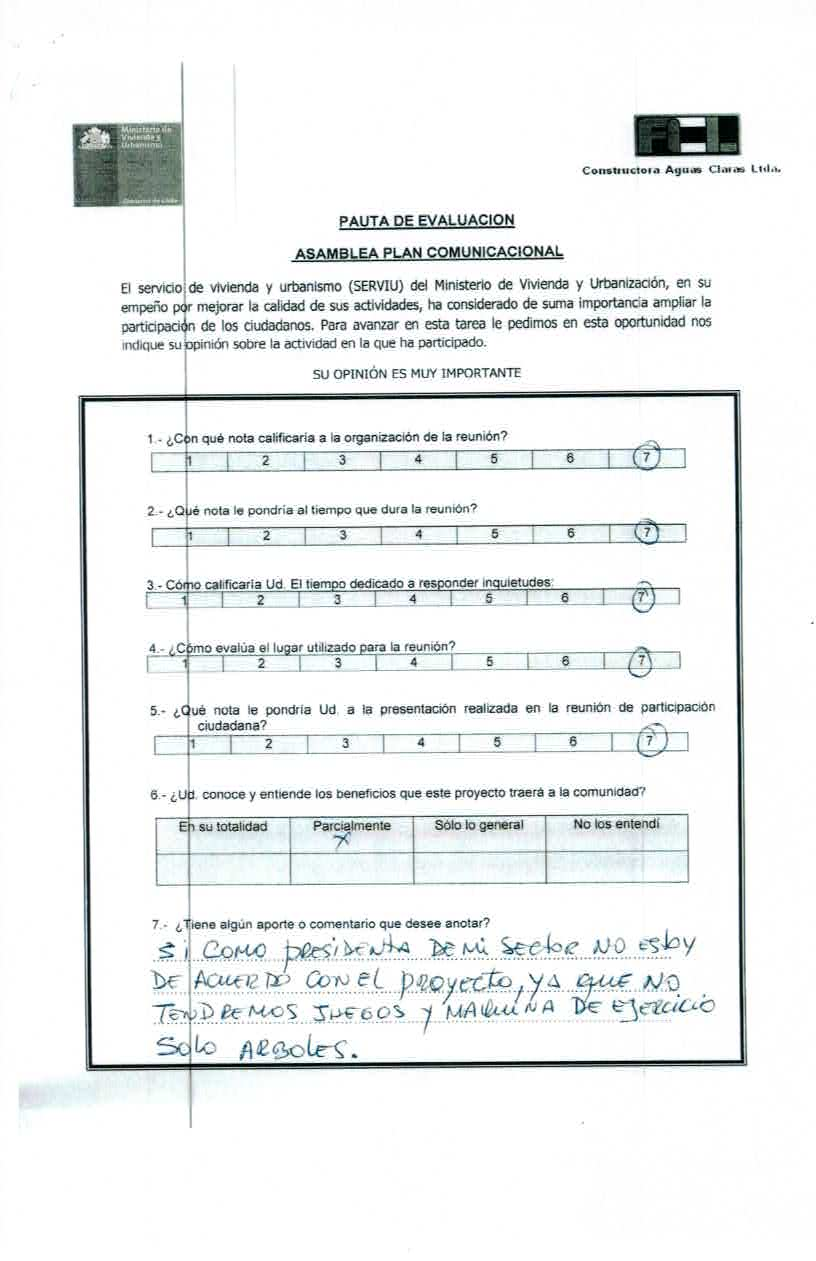 Ministerio de
Vivienda y
Urbanismo
Gobierno de Chile
Constructora Aguas Claras Ltda.
PAUTA DE EVALUACION
ASAMBLEA PLAN COMUNICACIONAL
El servicio de vivienda y urbanismo (SERVIU) del Ministerio de Vivienda y Urbanización, en su
empeño por mejorar la calidad de sus actividades, ha considerado de suma importancia ampliar la
participación de los ciudadanos. Para avanzar en esta tarea le pedimos en esta oportunidad nos
indique su opinión sobre la actividad en la que ha participado.
SU OPINIÓN ES MUY IMPORTANTE
1.- ¿Con qué nota calificaría a la organización de la reunión?
1 2 3 4 5 6 7
2.- ¿Qué nota le pondría al tiempo que dura la reunión?
1 2 3 4 5 6 7
3.- Cómo calificaría Ud. El tiempo dedicado a responder inquietudes:
1 2 3 4 5 6 7
4.- ¿Cómo evalúa el lugar utilizado para la reunión?
1 2 3 4 5 6 7
5.- ¿Qué nota le pondría Ud. a la presentación realizada en la reunión de participación
ciudadana?
1 2 3 4 5 6 7
6.- ¿Ud. conoce y entiende los beneficios que este proyecto traerá a la comunidad?
En su totalidad Parcialmente Sólo lo general No los entendí
x
7.- ¿Tiene algún aporte o comentario que desee anotar?
Si COMO PRESIDENTA DE Mi SECtoR NO EStoy
DE ACUERDO CON EL PROYECto, YA QUE NO
TENDREMOS JUEGOS Y MAQUINA DE EJERCICIO
SOLO ARBOLES.